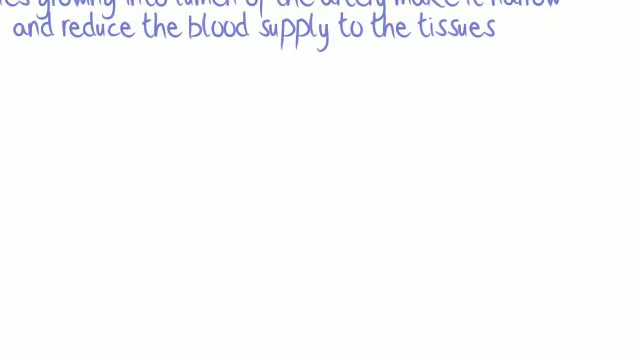 growing into lumen of the artery make it narrow
and reduce the blood supply to the tissues